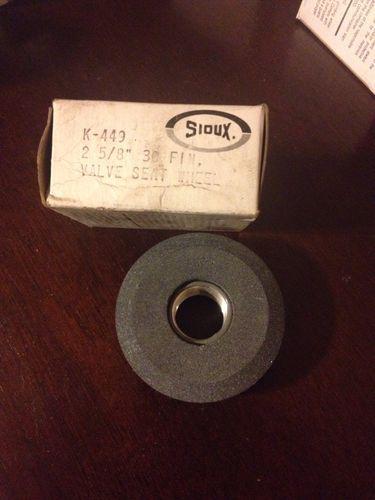 SIOUX.
K-449
2 5/8" 30 FIN.
VALVE SEAT WHEEL